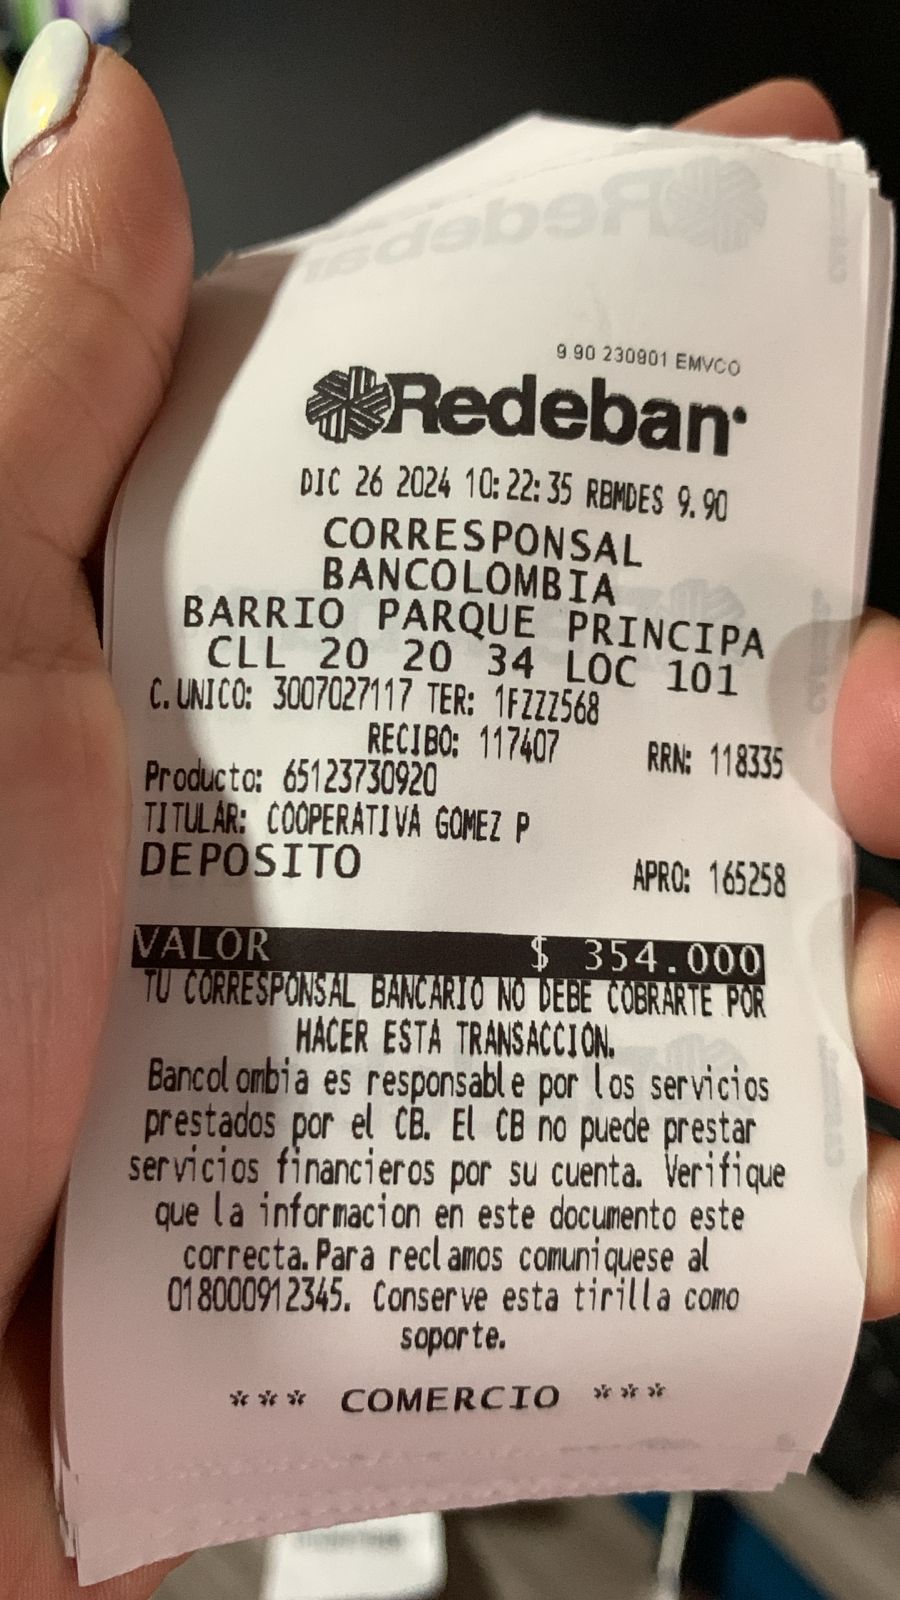 9.90 230901 EMVCO
Redeban
DIC 26 2024 10:22:35 RBMDES 9.90
CORRESPONSAL
BANCOLOMBIA
BARRIO PARQUE PRINCIPA
CLL 20 20 34 LOC 101
C.UNICO: 3007027117 TER: 1FZZZ568
RECIBO: 117407 RRN: 118335
Producto: 65123730920
TITULAR: COOPERATIVA GOMEZ P
DEPOSITO APRO: 165258
VALOR $ 354.000
TU CORRESPONSAL BANCARIO NO DEBE COBRARTE POR
HACER ESTA TRANSACCION.
Bancolombia es responsable por los servicios
prestados por el CB. El CB no puede prestar
servicios financieros por su cuenta. Verifique
que la informacion en este documento este
correcta.Para reclamos comuniquese al
018000912345. Conserve esta tirilla como
soporte.
*** COMERCIO ***